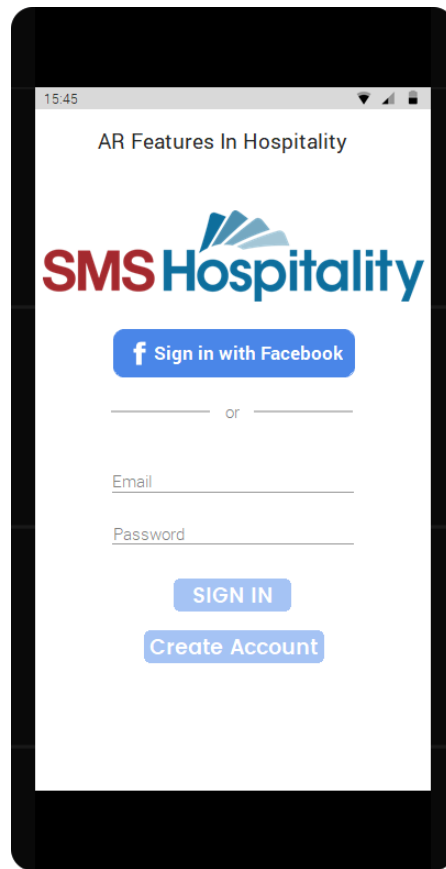 15:45
AR Features In Hospitality
SMS Hospitality
f Sign in with Facebook
or
Email
Password
SIGN IN
Create Account